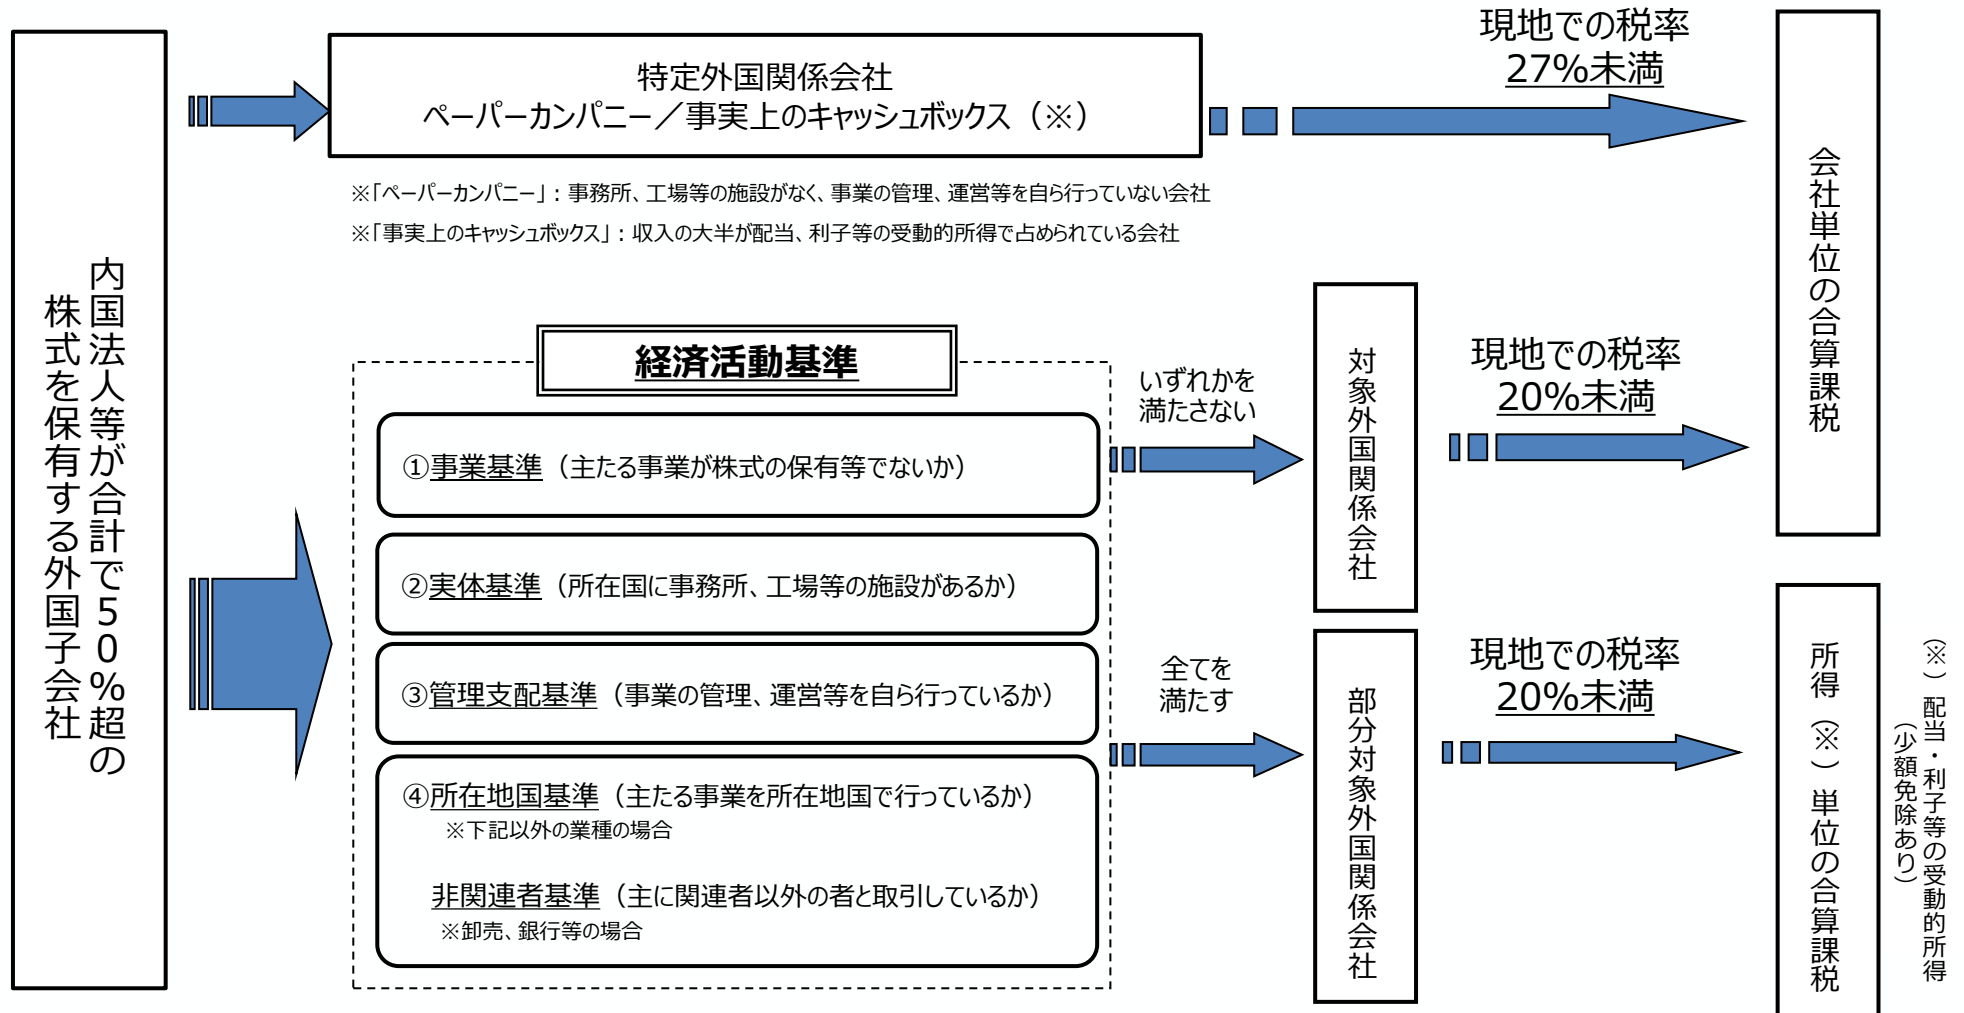 内国法人等が合計で50%超の
株式を保有する外国子会社
特定外国関係会社
ペーパーカンパニー／事実上のキャッシュボックス（※）
※「ペーパーカンパニー」：事務所、工場等の施設がなく、事業の管理、運営等を自ら行っていない会社
※「事実上のキャッシュボックス」：収入の大半が配当、利子等の受動的所得で占められている会社
現地での税率
27%未満
会社単位の合算課税
経済活動基準
①事業基準（主たる事業が株式の保有等でないか）
②実体基準（所在国に事務所、工場等の施設があるか）
③管理支配基準（事業の管理、運営等を自ら行っているか）
④所在地国基準（主たる事業を所在地国で行っているか）
※下記以外の業種の場合
非関連者基準（主に関連者以外の者と取引しているか）
※卸売、銀行等の場合
いずれかを
満たさない
対象外国関係会社
現地での税率
20%未満
全てを
満たす
部分対象外国関係会社
現地での税率
20%未満
所得（※）単位の合算課税
（※）配当・利子等の受動的所得
（少額免除あり）